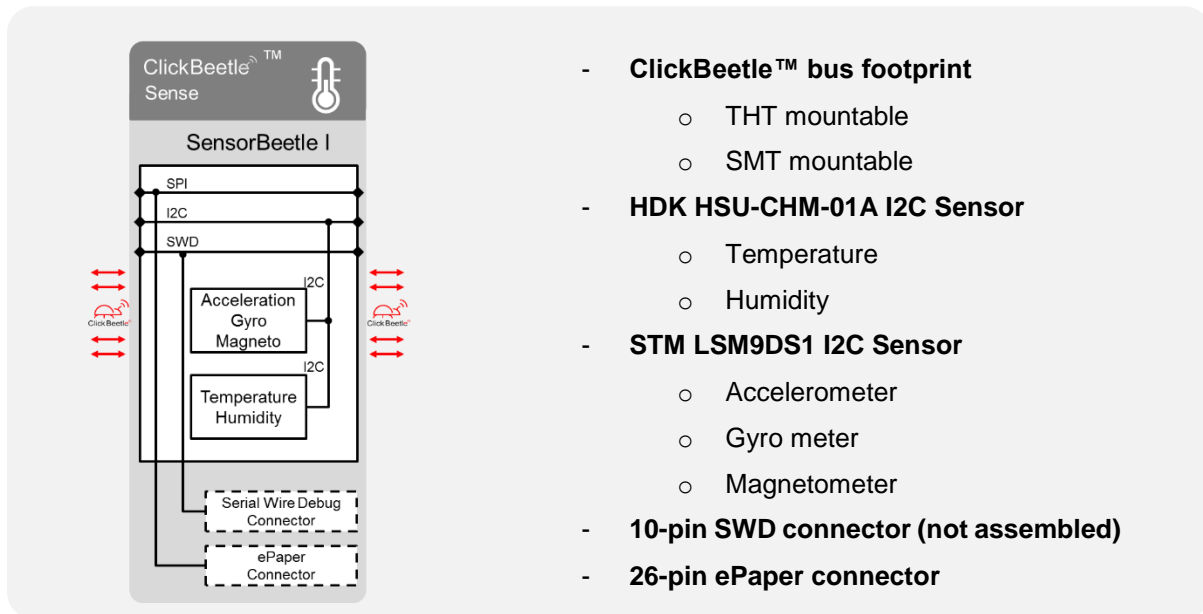 ClickBeetle™
Sense
SensorBeetle I
SPI
I2C
SWD
I2C
Acceleration
Gyro
Magneto
I2C
Temperature
Humidity
ClickBeetle
ClickBeetle
Serial Wire Debug
Connector
ePaper
Connector
- ClickBeetle™ bus footprint
o THT mountable
o SMT mountable
- HDK HSU-CHM-01A I2C Sensor
o Temperature
o Humidity
- STM LSM9DS1 I2C Sensor
o Accelerometer
o Gyro meter
o Magnetometer
- 10-pin SWD connector (not assembled)
- 26-pin ePaper connector